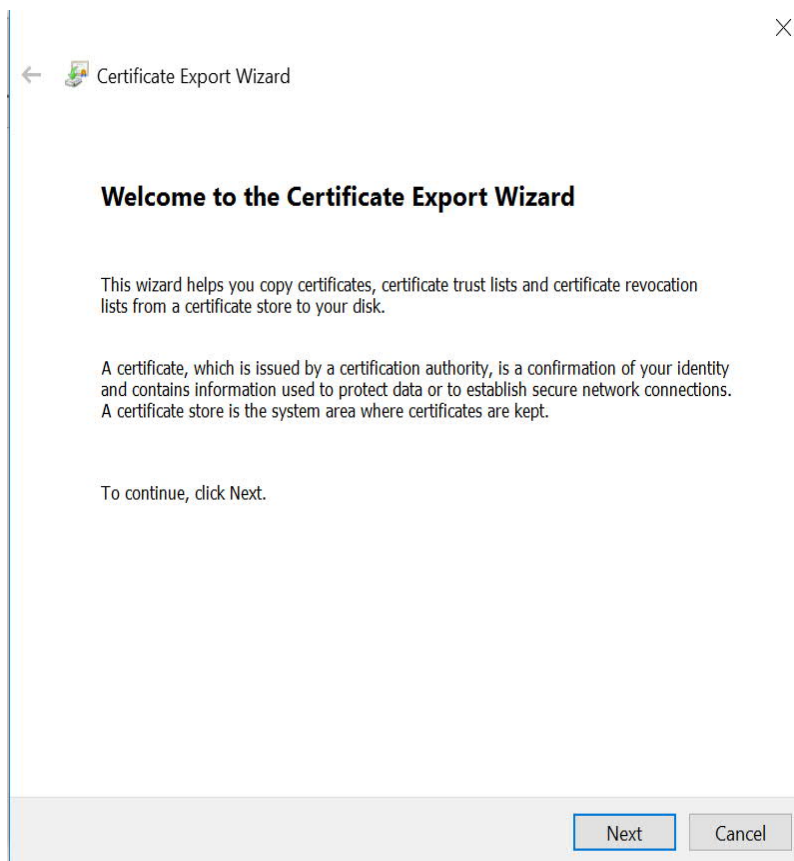 Certificate Export Wizard
Welcome to the Certificate Export Wizard
This wizard helps you copy certificates, certificate trust lists and certificate revocation
lists from a certificate store to your disk.
A certificate, which is issued by a certification authority, is a confirmation of your identity
and contains information used to protect data or to establish secure network connections.
A certificate store is the system area where certificates are kept.
To continue, click Next.
Next Cancel